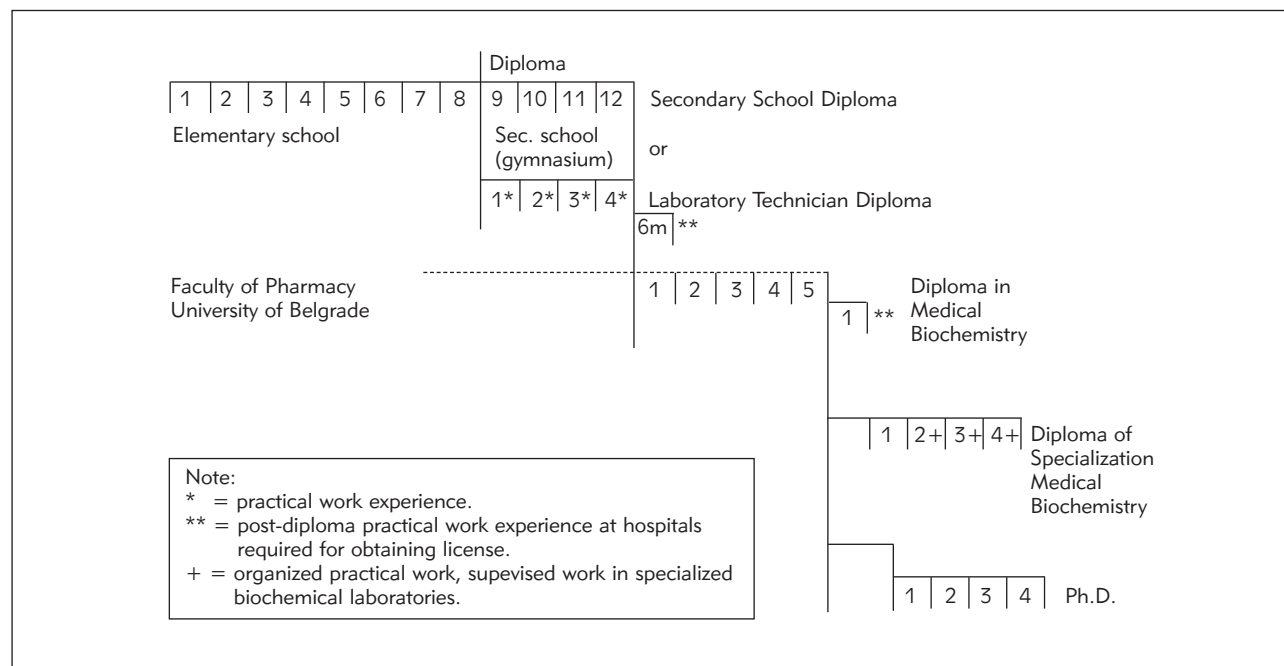 Diploma
1 2 3 4 5 6 7 8 9 10 11 12 Secondary School Diploma
Elementary school Sec. school
(gymnasium)
or
1* 2* 3* 4* Laboratory Technician Diploma
6m **
Faculty of Pharmacy
University of Belgrade
1 2 3 4 5
1 **
Diploma in
Medical
Biochemistry
1 2+ 3+ 4+
Diploma of
Specialization
Medical
Biochemistry
Note:
* = practical work experience.
** = post-diploma practical work experience at hospitals
required for obtaining license.
+ = organized practical work, supevised work in specialized
biochemical laboratories.
1 2 3 4 Ph.D.